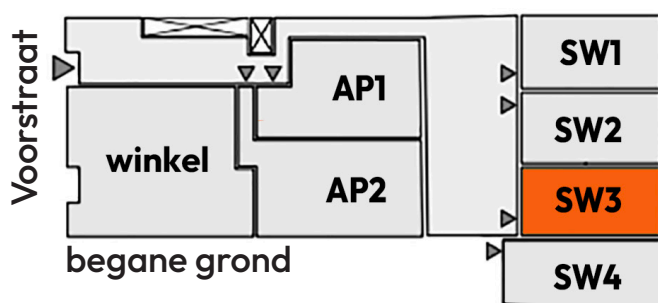 Voorstraat
winkel
AP1
AP2
SW1
SW2
SW3
SW4
begane grond